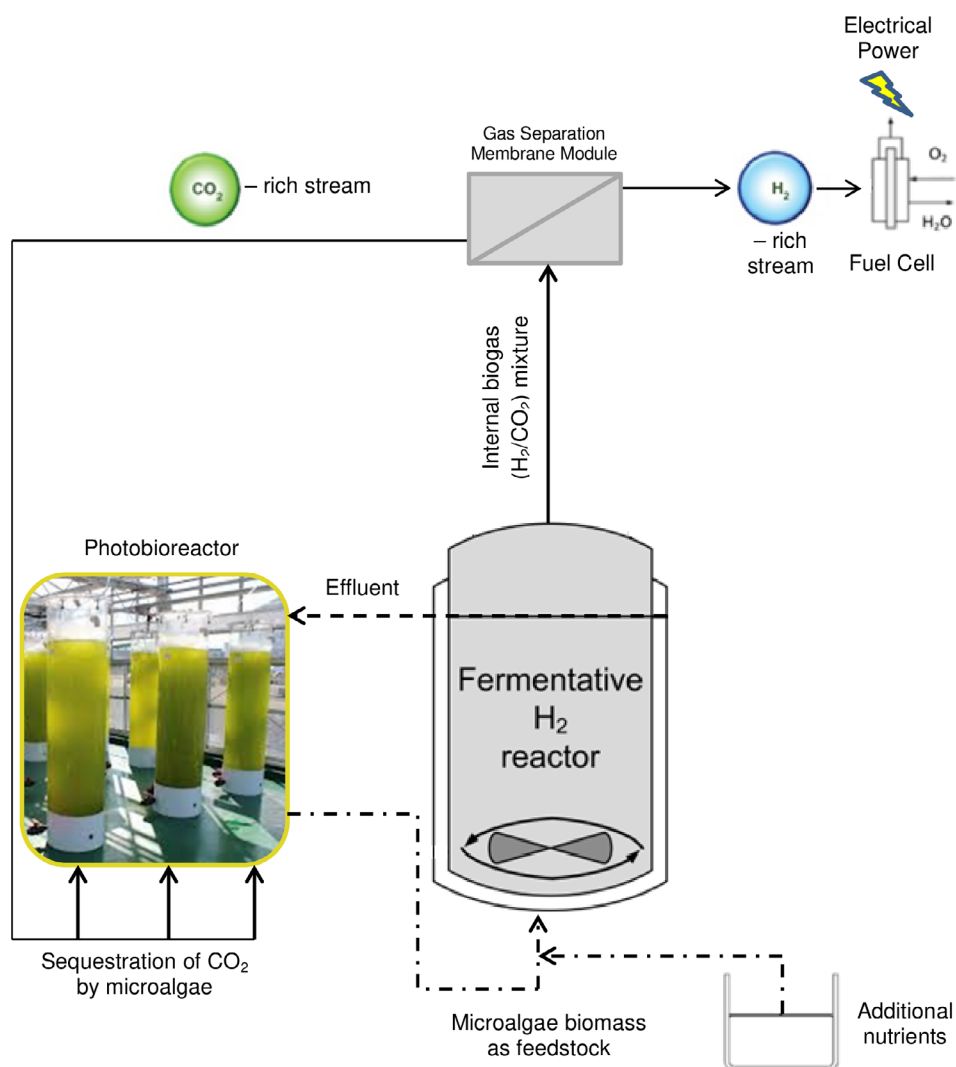 Electrical
Power
Gas Separation
Membrane Module
CO₂
– rich stream
H₂
– rich
stream
O₂
H₂O
Fuel Cell
Internal biogas
(H₂/CO₂) mixture
Photobioreactor
Effluent
Fermentative
H₂
reactor
Sequestration of CO₂
by microalgae
Microalgae biomass
as feedstock
Additional
nutrients